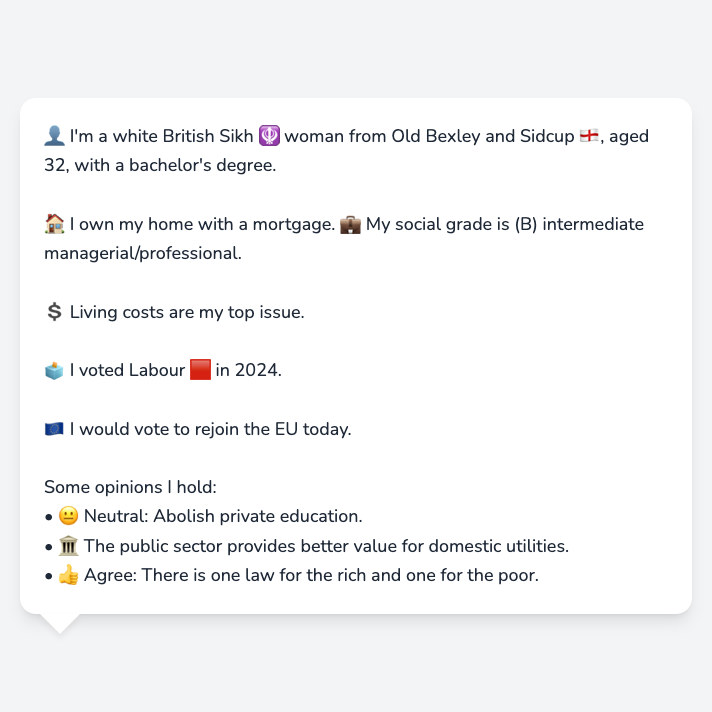 👤 I'm a white British Sikh 🪯 woman from Old Bexley and Sidcup 🏴󠁧󠁢󠁥󠁮󠁧󠁿, aged
32, with a bachelor's degree.
🏠 I own my home with a mortgage. 💼 My social grade is (B) intermediate
managerial/professional.
💲 Living costs are my top issue.
🗳️ I voted Labour 🟥 in 2024.
🇪🇺 I would vote to rejoin the EU today.
Some opinions I hold:
• 😐 Neutral: Abolish private education.
• 🏛️ The public sector provides better value for domestic utilities.
• 👍 Agree: There is one law for the rich and one for the poor.